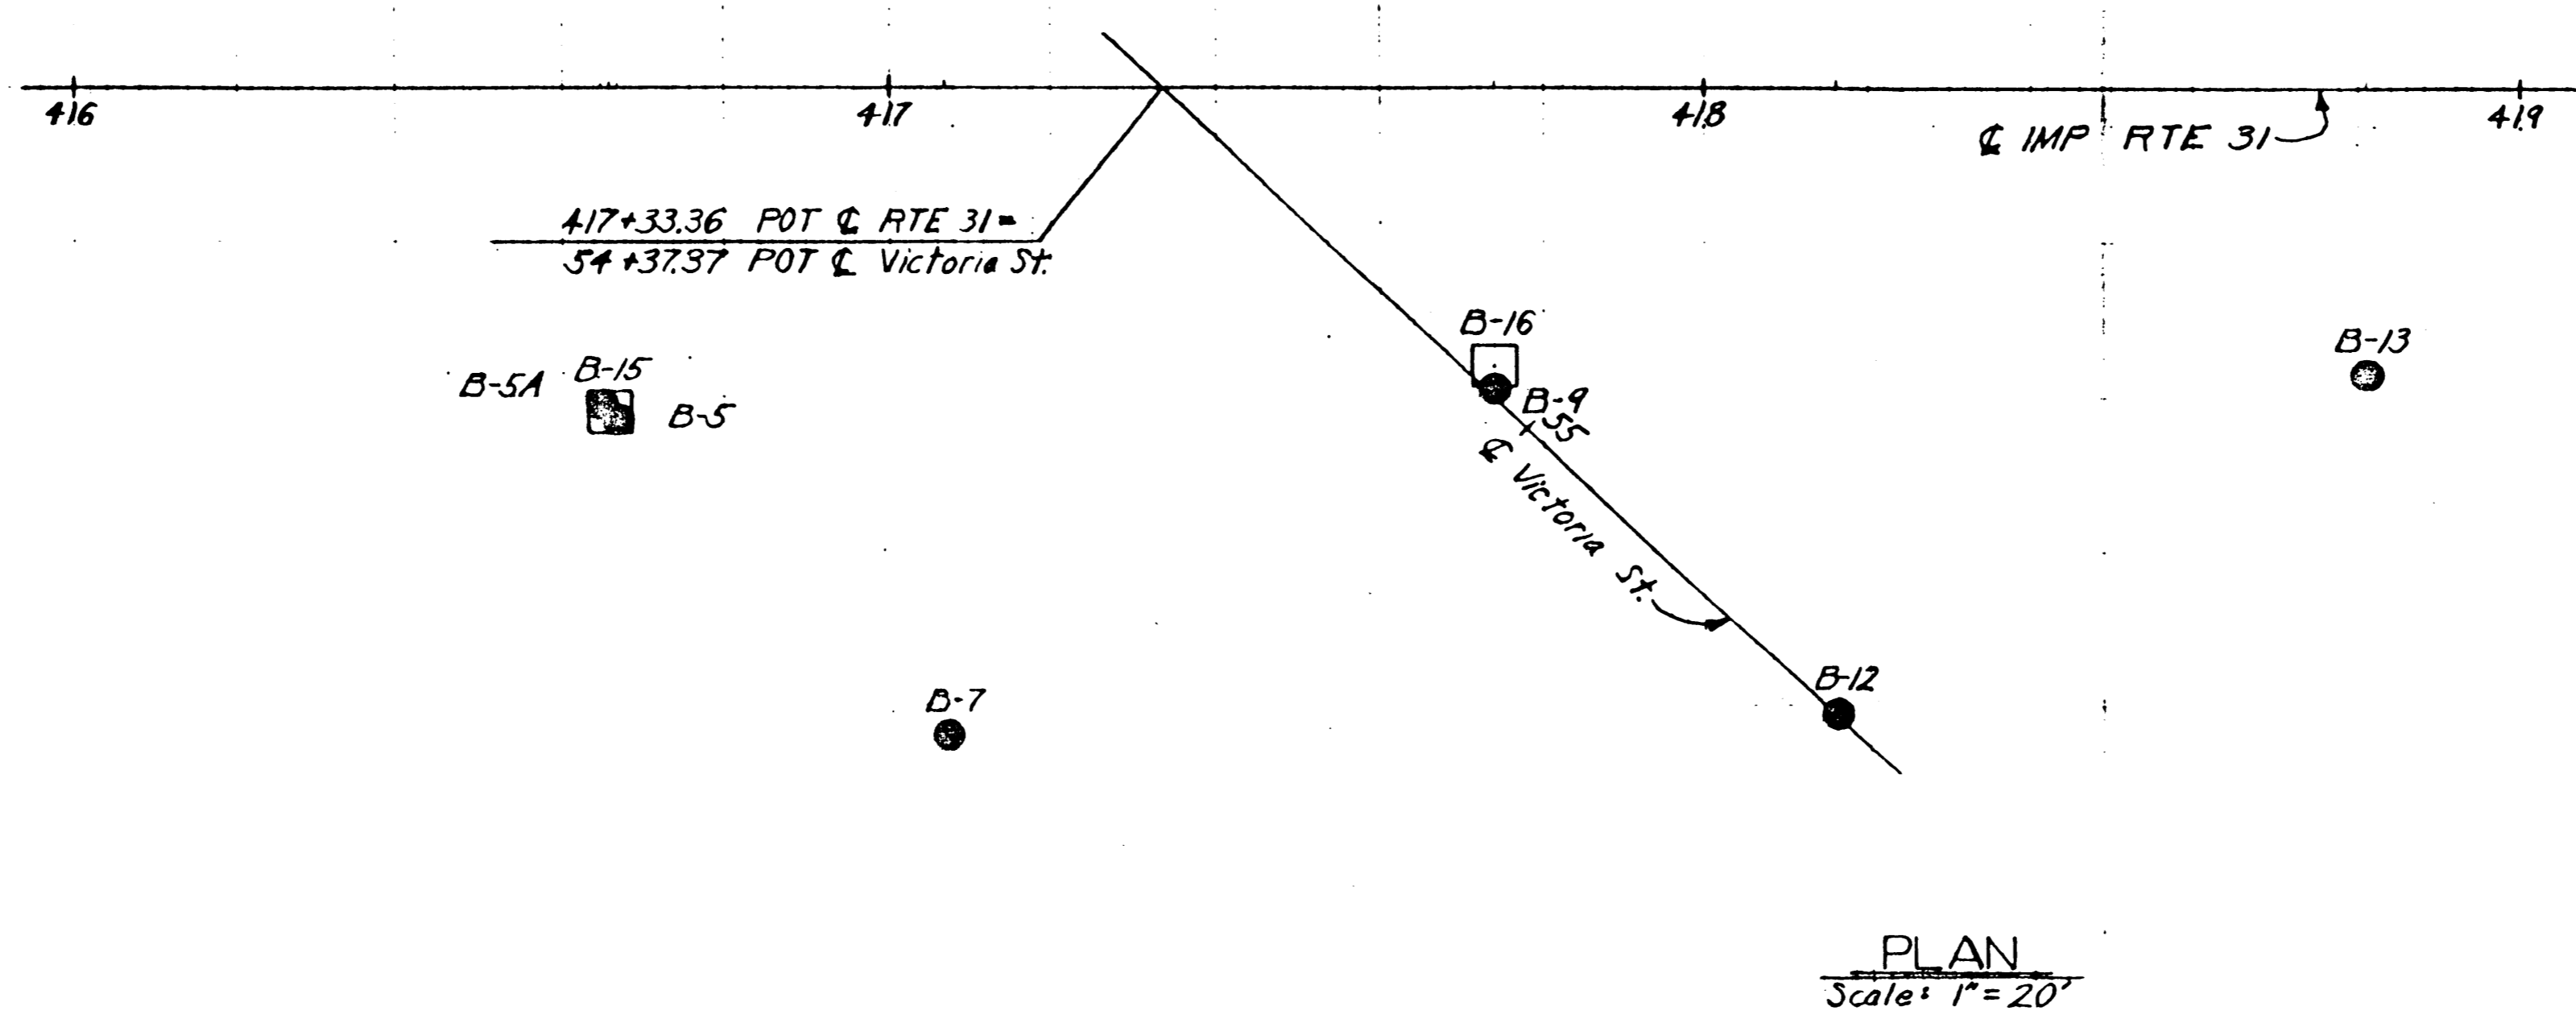 416 417 418 419
℄ IMP RTE 31
417+33.36 POT ℄ RTE 31=
54+37.37 POT ℄ Victoria St.
B-16
B-13
B-15
B-5A
B-5
B-9
55
℄ Victoria St.
B-12
B-7
PLAN
Scale: 1"=20'